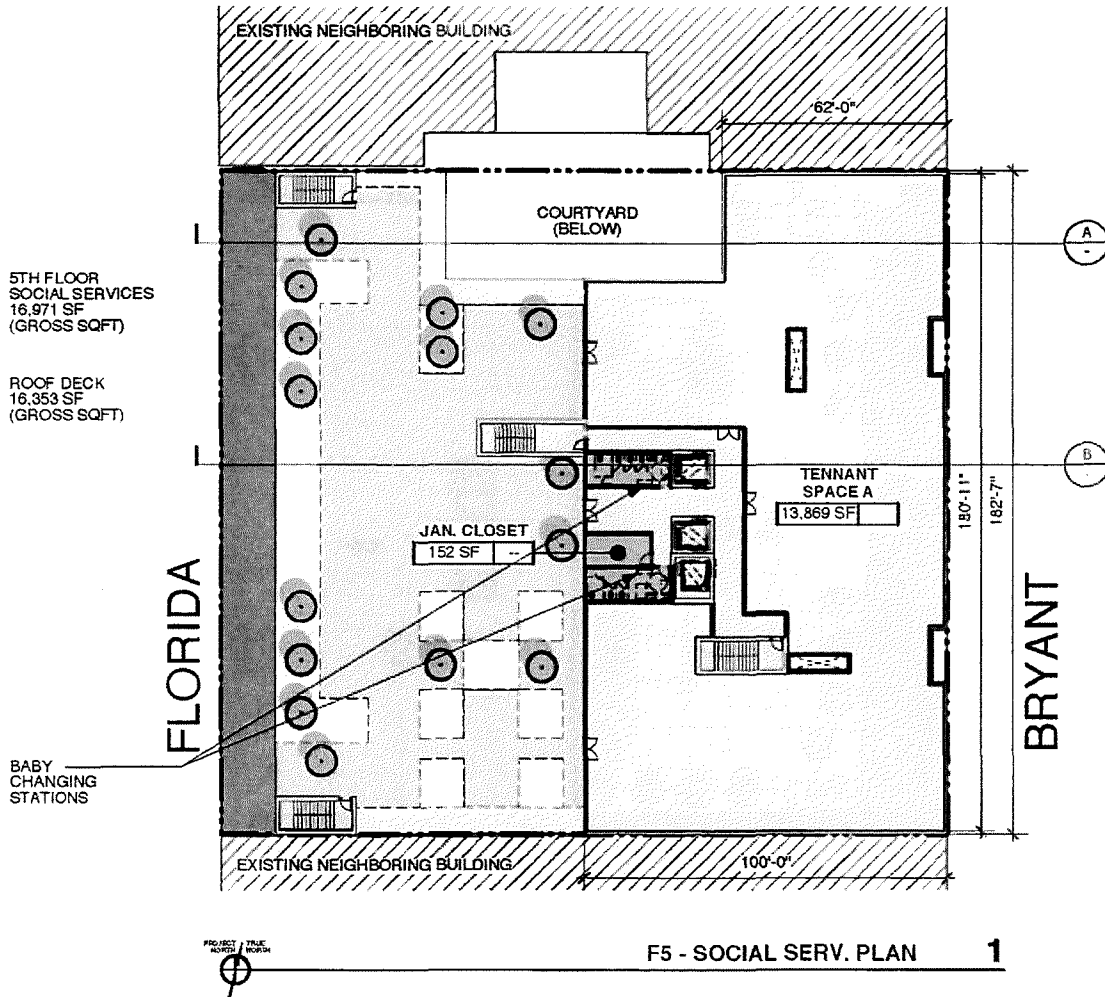 EXISTING NEIGHBORING BUILDING
62'-0"
COURTYARD
(BELOW)
A
-
5TH FLOOR
SOCIAL SERVICES
16,971 SF
(GROSS SQFT)
ROOF DECK
16,353 SF
(GROSS SQFT)
B
-
TENNANT
SPACE A
13,869 SF
JAN. CLOSET
152 SF --
180'-11"
182'-7"
FLORIDA
BRYANT
BABY
CHANGING
STATIONS
EXISTING NEIGHBORING BUILDING
100'-0"
PROJECT NORTH
TRUE NORTH
F5 - SOCIAL SERV. PLAN 1